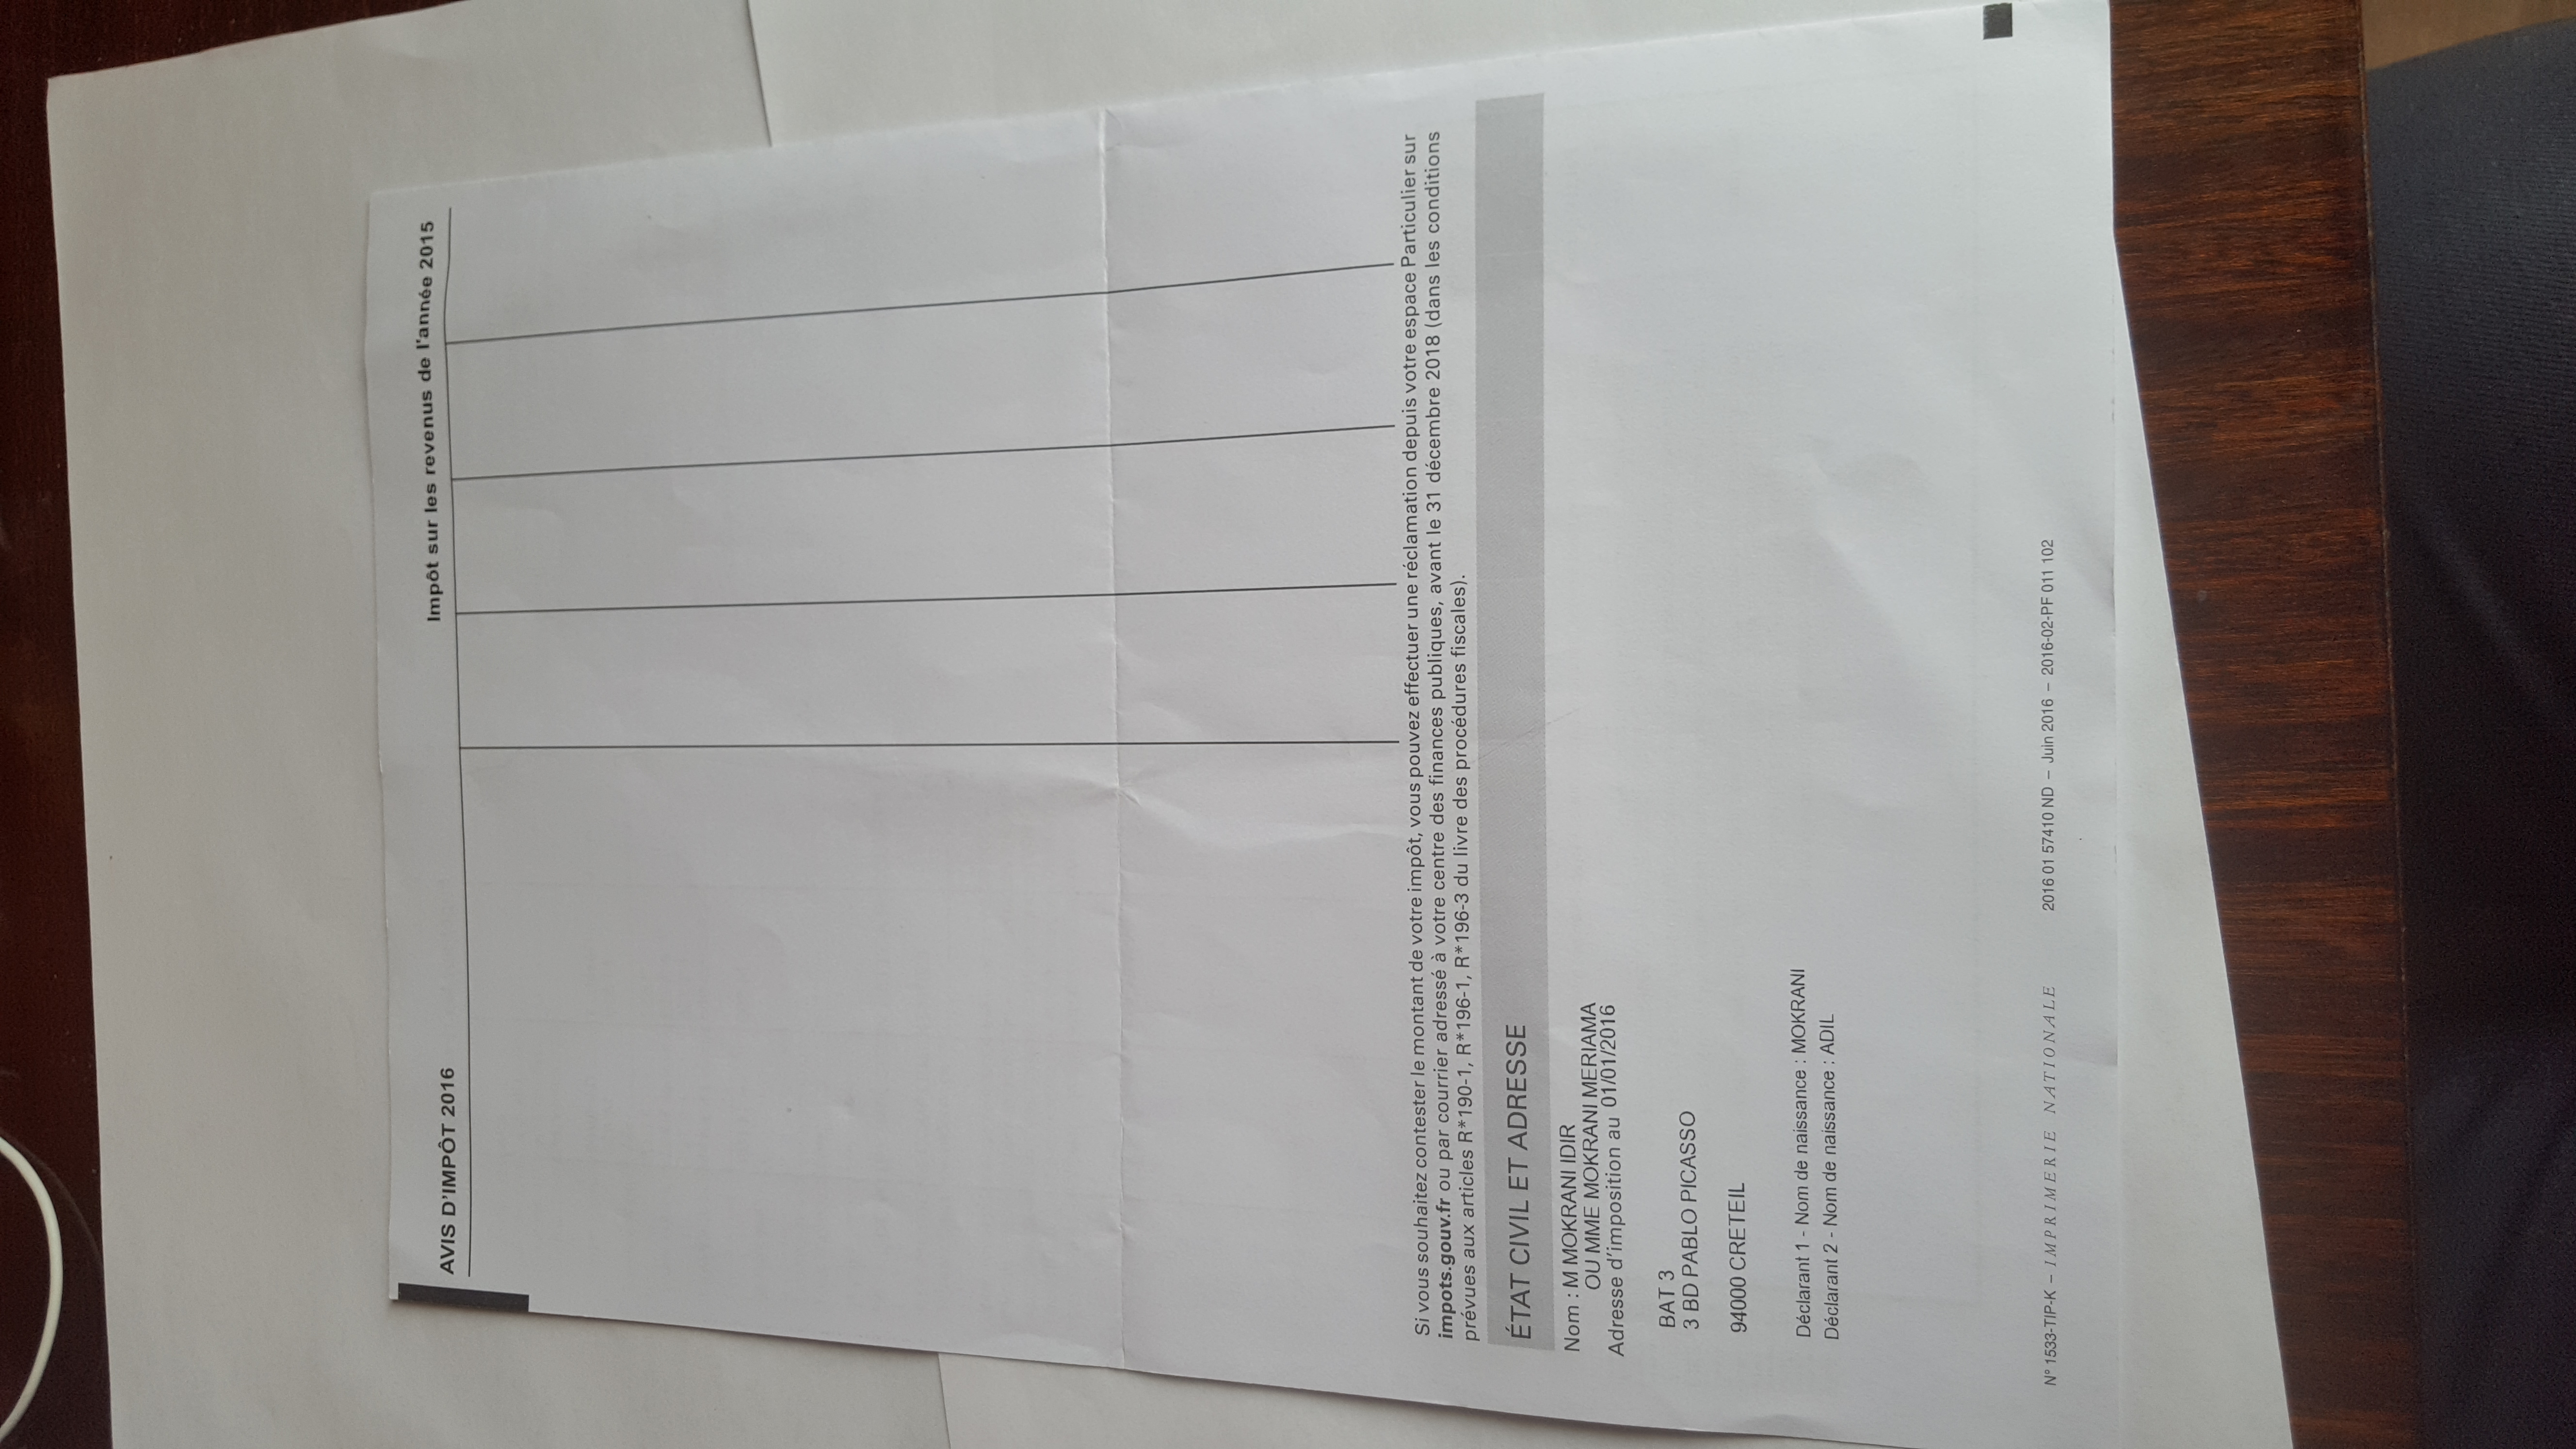 AVIS D'IMPÔT 2016
Impôt sur les revenus de l'année 2015
Si vous souhaitez contester le montant de votre impôt, vous pouvez effectuer une réclamation depuis votre espace Particulier sur
impots.gouv.fr ou par courrier adressé à votre centre des finances publiques, avant le 31 décembre 2018 (dans les conditions
prévues aux articles R*190-1, R*196-1, R*196-3 du livre des procédures fiscales).
ÉTAT CIVIL ET ADRESSE
Nom : M MOKRANI IDIR
OU MME MOKRANI MERIAMA
Adresse d'imposition au 01/01/2016
BAT 3
3 BD PABLO PICASSO
94000 CRETEIL
Déclarant 1 - Nom de naissance : MOKRANI
Déclarant 2 - Nom de naissance : ADIL
N° 1533-TIP-K – IMPRIMERIE NATIONALE 2016 01 57410 ND – Juin 2016 – 2016-02-PF 011 102